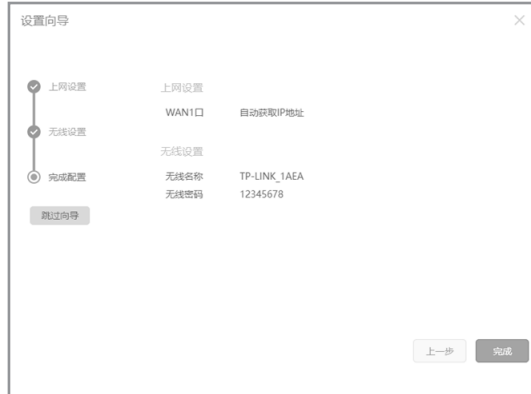 设置向导
上网设置
上网设置
WAN1口 自动获取IP地址
无线设置
无线设置
完成配置
无线名称 TP-LINK_1AEA
无线密码 12345678
跳过向导
上一步 完成